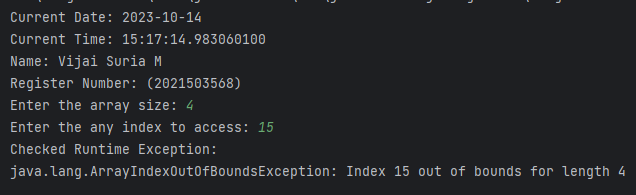 Current Date: 2023-10-14
Current Time: 15:17:14.983060100
Name: Vijai Suria M
Register Number: (2021503568)
Enter the array size: 4
Enter the any index to access: 15
Checked Runtime Exception:
java.lang.ArrayIndexOutOfBoundsException: Index 15 out of bounds for length 4